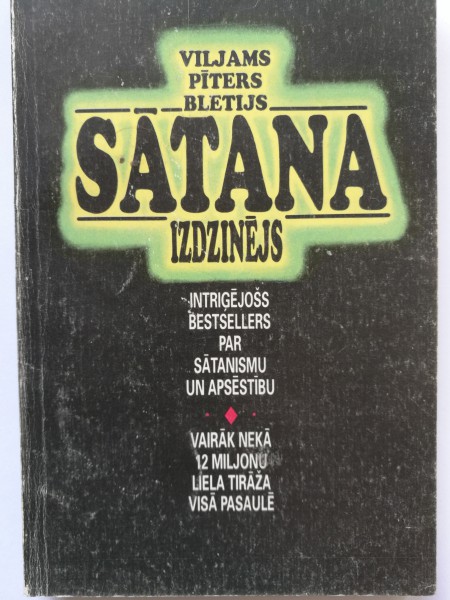 VILJAMS
PĪTERS
BLETIJS
SĀTANA
IZDZINĒJS
INTRIĢĒJOŠS
BESTSELLERS
PAR
SĀTANISMU
UN APSĒSTĪBU
VAIRĀK NEKĀ
12 MILJONU
LIELA TIRĀŽA
VISĀ PASAULĒ